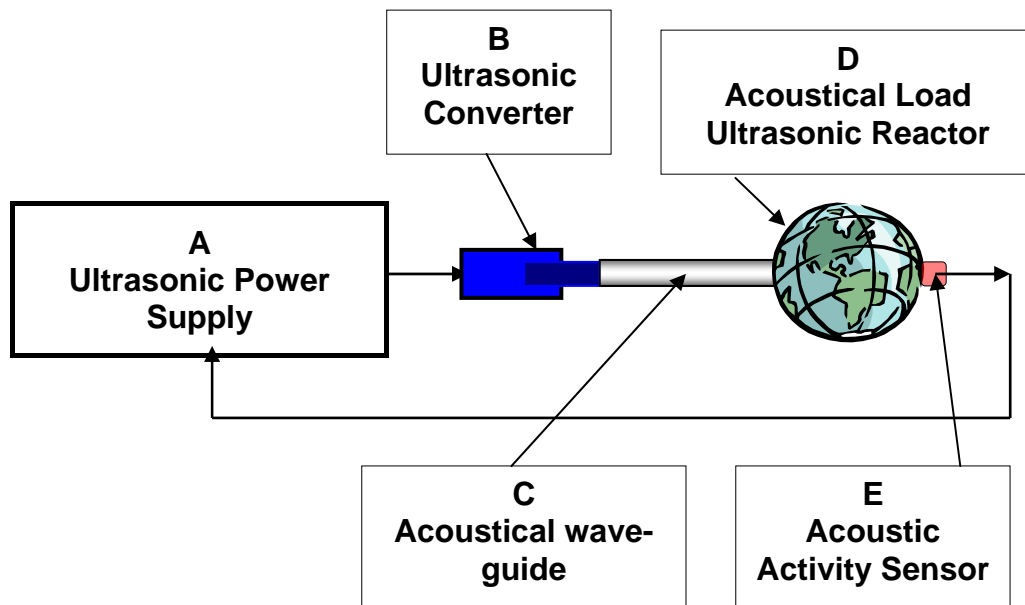 B
Ultrasonic
Converter
D
Acoustical Load
Ultrasonic Reactor
A
Ultrasonic Power
Supply
C
Acoustical wave-
guide
E
Acoustic
Activity Sensor